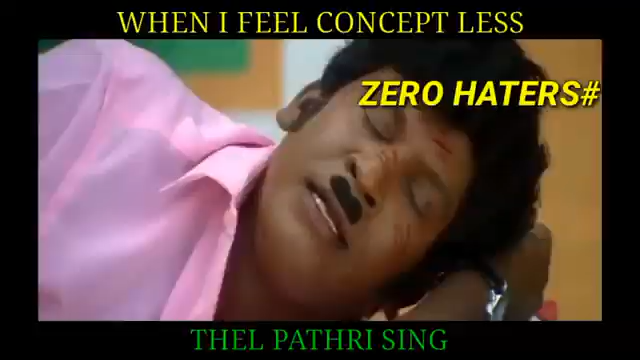 WHEN I FEEL CONCEPT LESS
ZERO HATERS#
THEL PATHRI SING